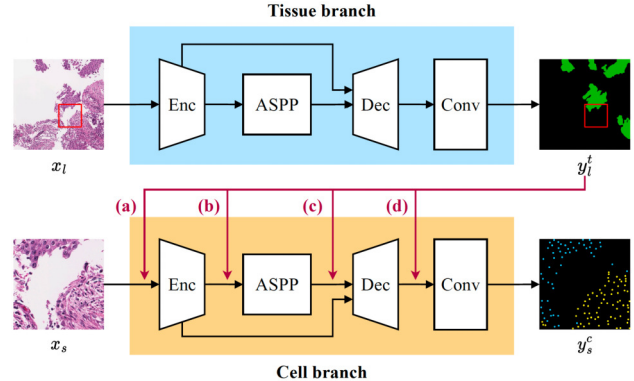 Tissue branch
Enc
ASPP
Dec
Conv
x_l
y_l^t
(a)
(b)
(c)
(d)
Enc
ASPP
Dec
Conv
x_s
y_s^c
Cell branch